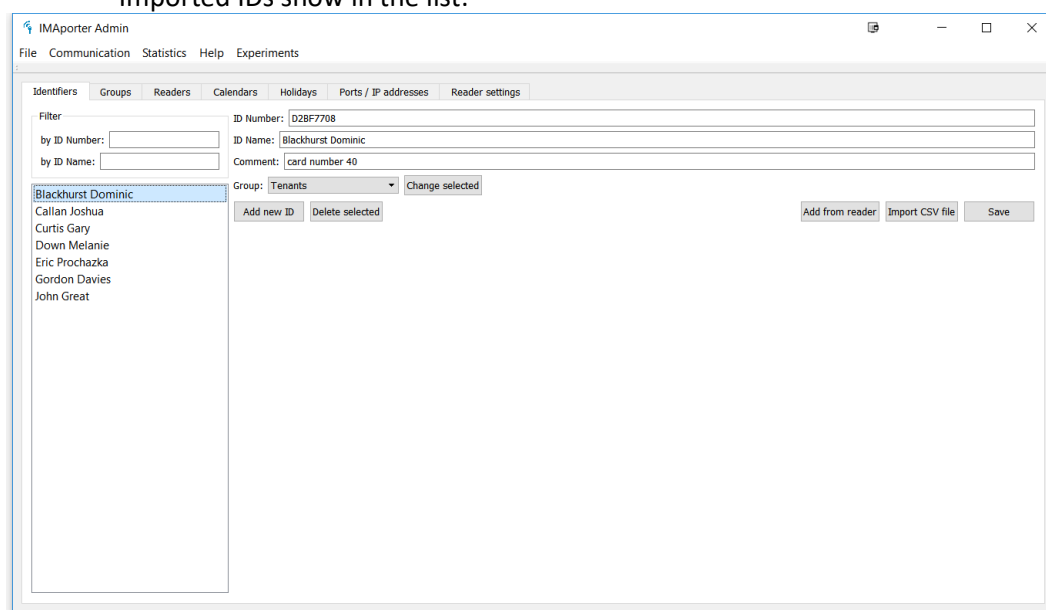 imported IDs show in the list.
IMAporter Admin
File Communication Statistics Help Experiments
Identifiers Groups Readers Calendars Holidays Ports / IP addresses Reader settings
Filter
by ID Number:
by ID Name:
ID Number: D2BF7708
ID Name: Blackhurst Dominic
Comment: card number 40
Group: Tenants Change selected
Add new ID Delete selected Add from reader Import CSV file Save
Blackhurst Dominic
Callan Joshua
Curtis Gary
Down Melanie
Eric Prochazka
Gordon Davies
John Great